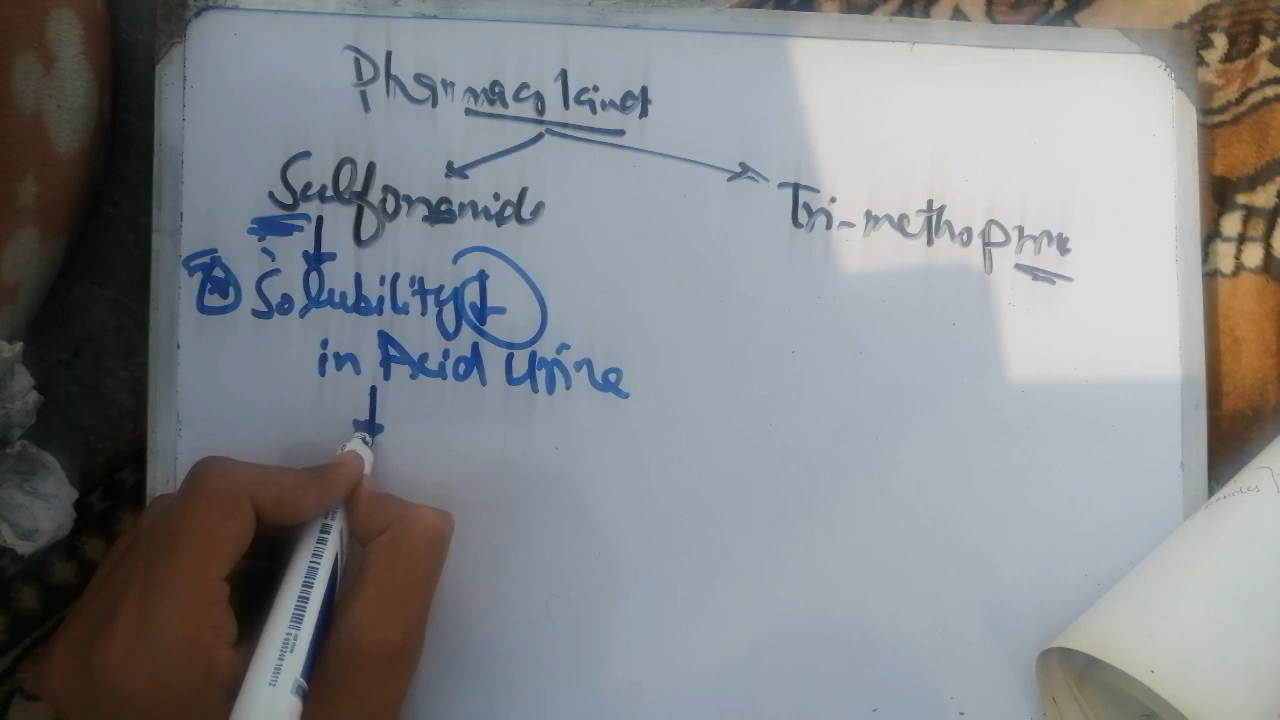 Pharmacokinet
Sulfonamide
Tri-methoprim
Solubility ↓
in Acid Urine